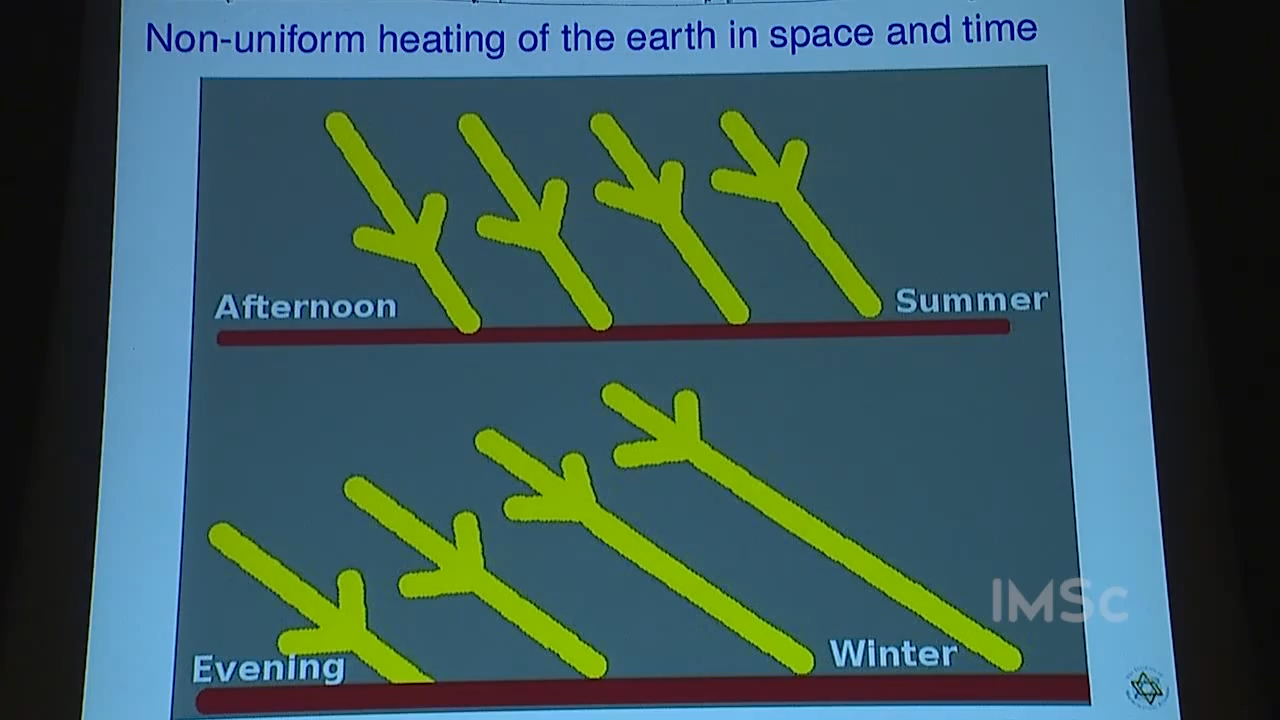 Non-uniform heating of the earth in space and time
Afternoon
Summer
Evening
Winter
IMSc